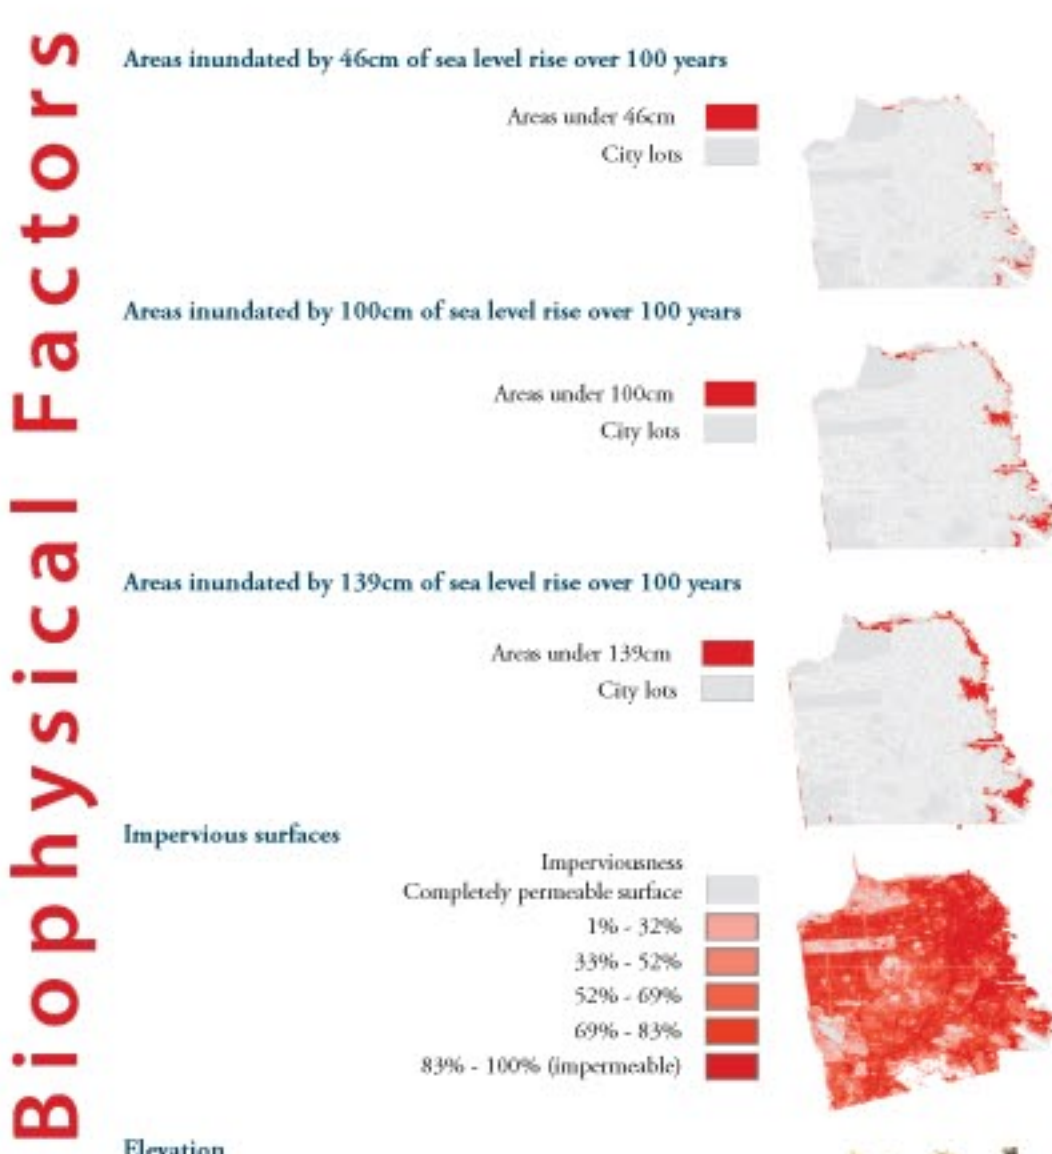 Biophysical Factors
Areas inundated by 46cm of sea level rise over 100 years
Areas under 46cm
City lots
Areas inundated by 100cm of sea level rise over 100 years
Areas under 100cm
City lots
Areas inundated by 139cm of sea level rise over 100 years
Areas under 139cm
City lots
Impervious surfaces
Imperviousness
Completely permeable surface
1% - 32%
33% - 52%
52% - 69%
69% - 83%
83% - 100% (impermeable)
Elevation